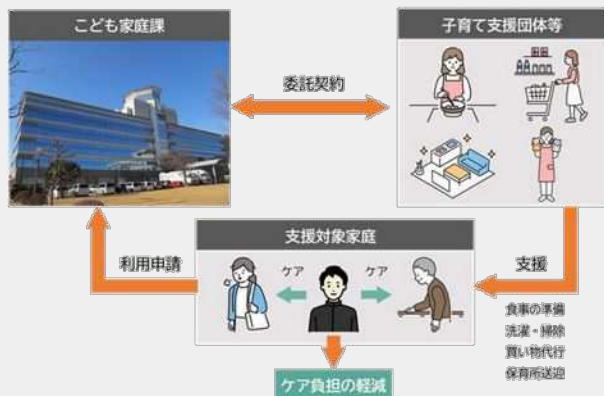 こども家庭課
子育て支援団体等
委託契約
支援対象家庭
利用申請
ケア
ケア
支援
食事の準備
洗濯・掃除
買い物代行
保育所送迎
ケア負担の軽減